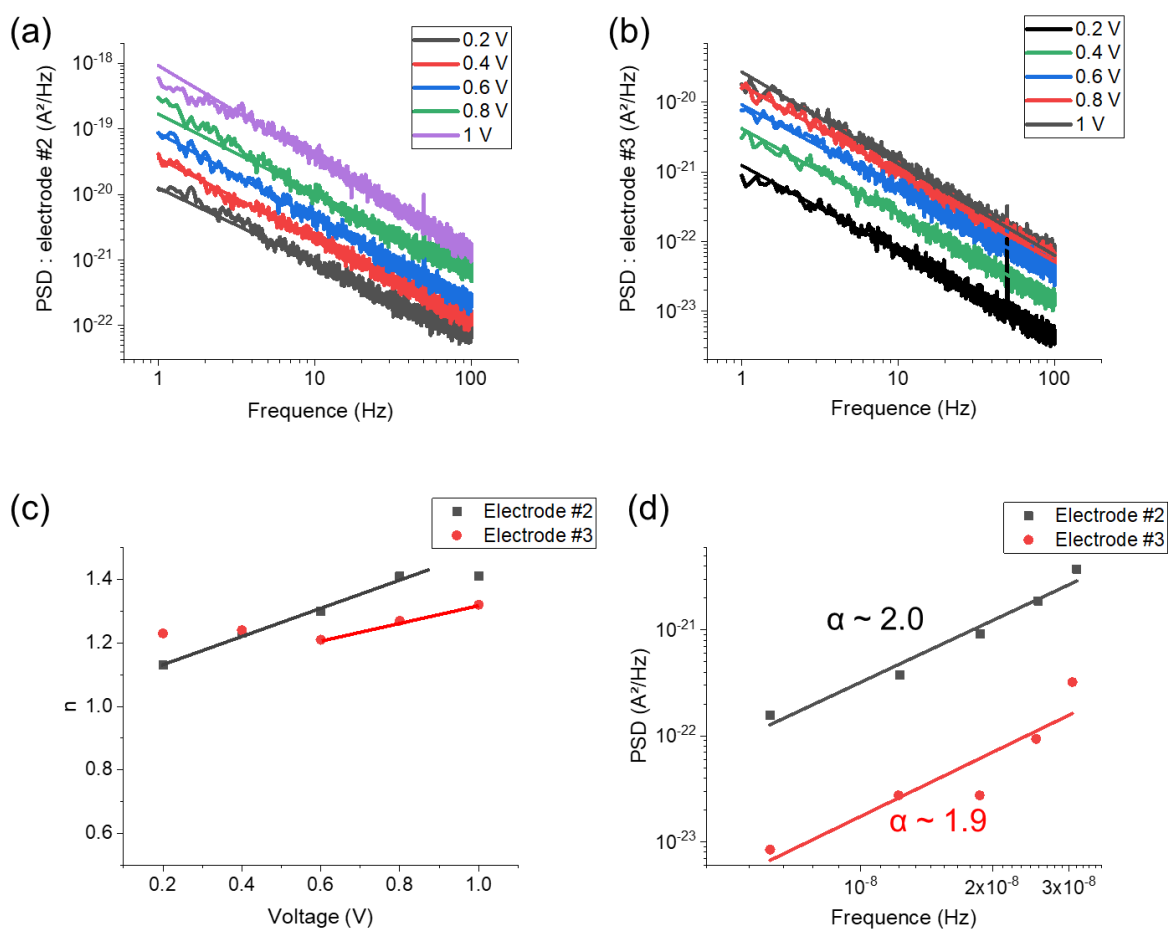 (a)
0.2 V
0.4 V
0.6 V
0.8 V
1 V
PSD : electrode #2 (A²/Hz)
10⁻¹⁸
10⁻¹⁹
10⁻²⁰
10⁻²¹
10⁻²²
1 10 100
Frequence (Hz)
(b)
0.2 V
0.4 V
0.6 V
0.8 V
1 V
PSD : electrode #3 (A²/Hz)
10⁻²⁰
10⁻²¹
10⁻²²
10⁻²³
1 10 100
Frequence (Hz)
(c)
Electrode #2
Electrode #3
n
1.4
1.2
1.0
0.8
0.6
0.2 0.4 0.6 0.8 1.0
Voltage (V)
(d)
Electrode #2
Electrode #3
PSD (A²/Hz)
10⁻²¹
10⁻²²
10⁻²³
α ~ 2.0
α ~ 1.9
10⁻⁸ 2x10⁻⁸ 3x10⁻⁸
Frequence (Hz)